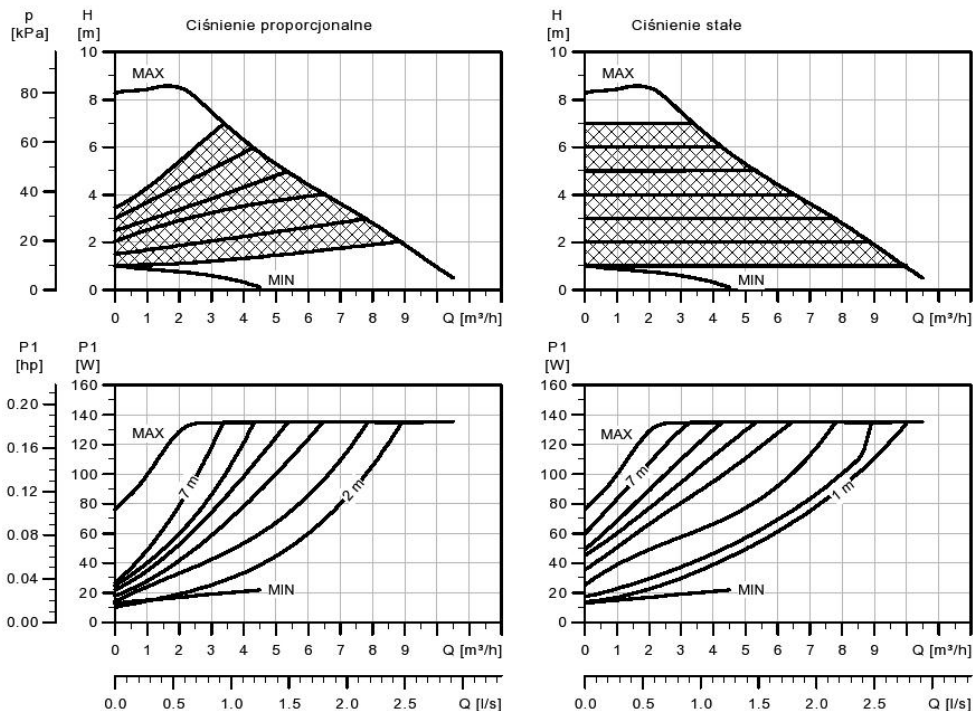 p
[kPa]
H
[m]
Ciśnienie proporcjonalne
H
[m]
Ciśnienie stałe
10
80
8
60
6
40
4
20
2
0
0
MAX
MIN
0 1 2 3 4 5 6 7 8 9 Q [m³/h]
10
8
6
4
2
0
MAX
MIN
0 1 2 3 4 5 6 7 8 9 Q [m³/h]
P1
[hp]
P1
[W]
P1
[W]
160
0.20
140
120
0.16
100
0.12
80
60
0.08
40
0.04
20
0.00
0
MAX
7 m
2 m
MIN
0 1 2 3 4 5 6 7 8 9 Q [m³/h]
0.0 0.5 1.0 1.5 2.0 2.5 Q [l/s]
160
140
120
100
80
60
40
20
0
MAX
7 m
1 m
MIN
0 1 2 3 4 5 6 7 8 9 Q [m³/h]
0.0 0.5 1.0 1.5 2.0 2.5 Q [l/s]